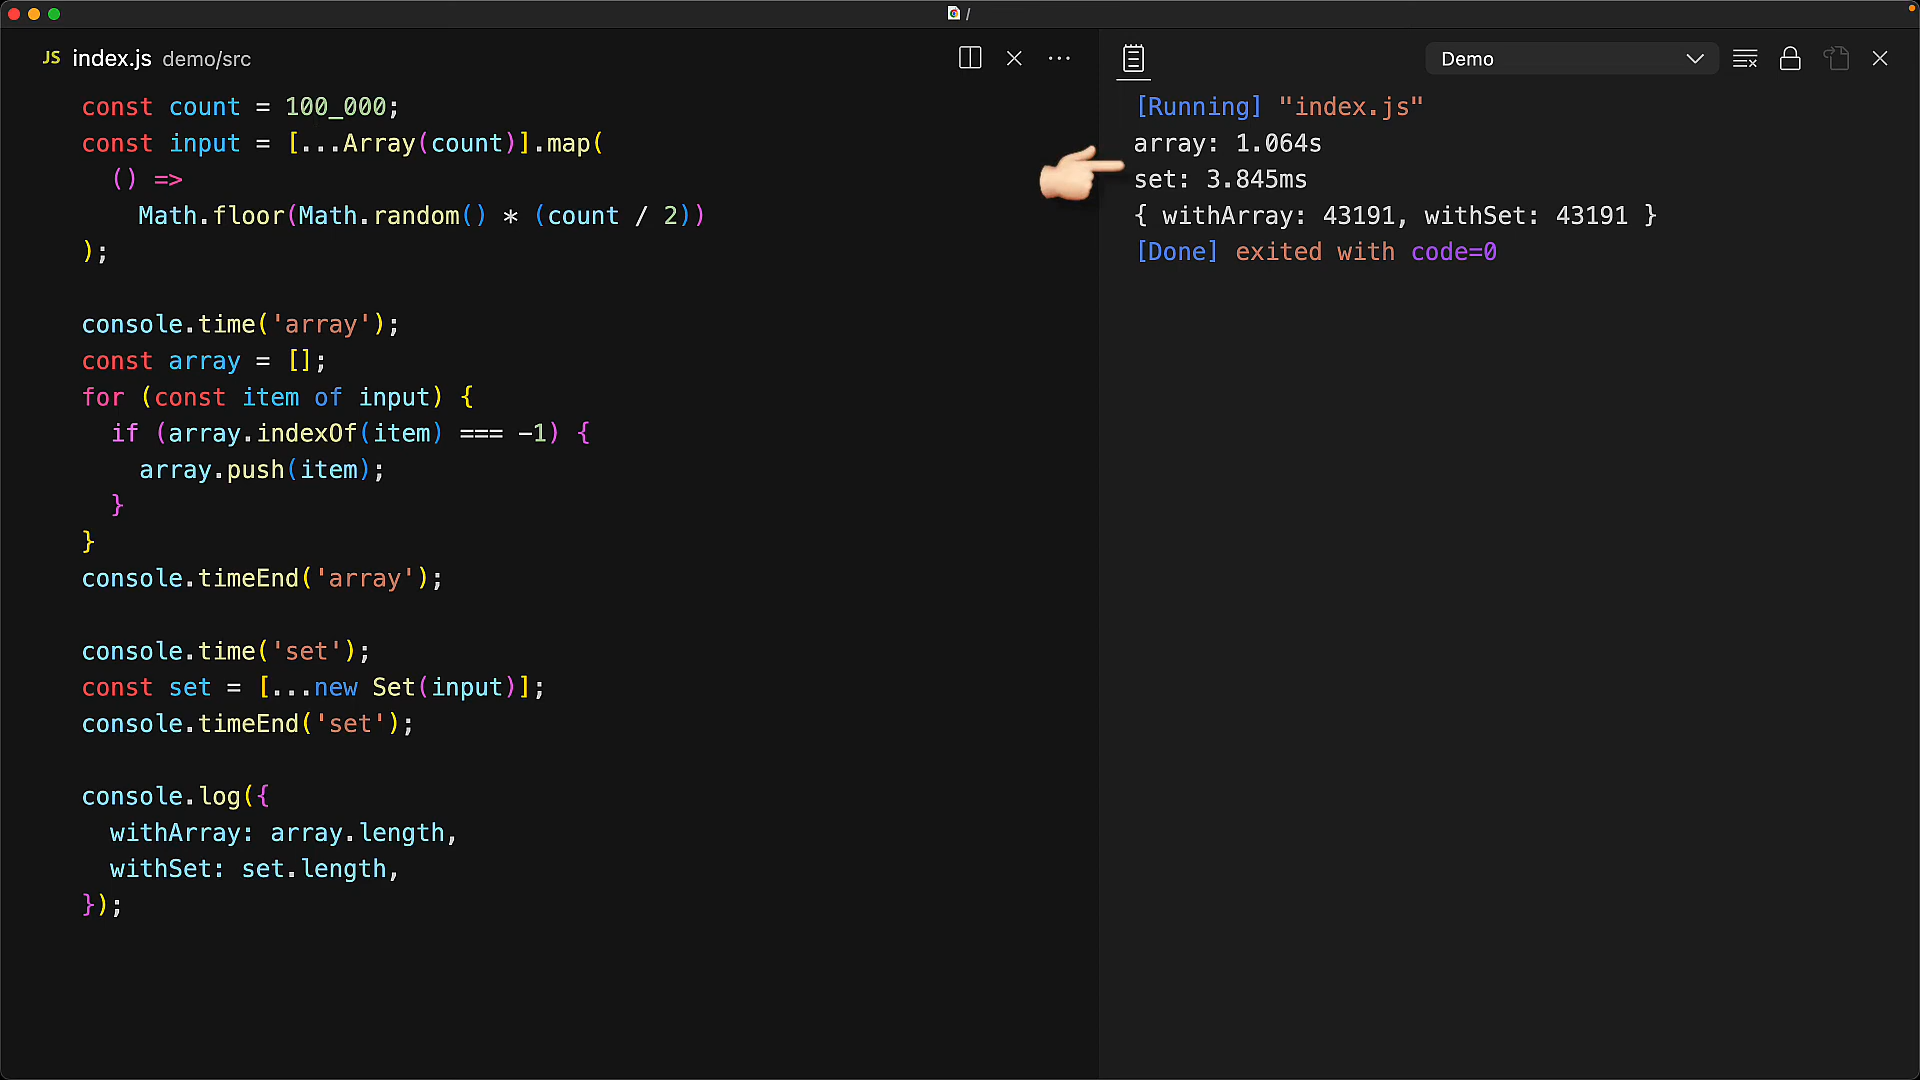 /
JS index.js demo/src
const count = 100_000;
const input = [...Array(count)].map(
() =>
Math.floor(Math.random() * (count / 2))
);
console.time('array');
const array = [];
for (const item of input) {
if (array.indexOf(item) === -1) {
array.push(item);
}
}
console.timeEnd('array');
console.time('set');
const set = [...new Set(input)];
console.timeEnd('set');
console.log({
withArray: array.length,
withSet: set.length,
});
Demo
[Running] "index.js"
array: 1.064s
set: 3.845ms
{ withArray: 43191, withSet: 43191 }
[Done] exited with code=0